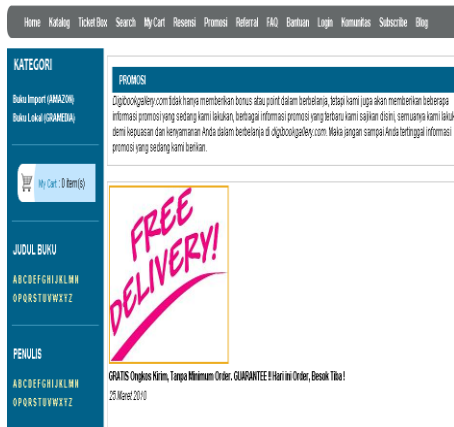 Home Katalog Ticket Box Search My Cart Resensi Promosi Referral FAQ Bantuan Login Komunitas Subscribe Blog
KATEGORI
Buku Import (AMAZON)
Buku Lokal (GRAMEDIA)
My Cart : 0 item(s)
JUDUL BUKU
A B C D E F G H I J K L M N
O P Q R S T U V W X Y Z
PENULIS
A B C D E F G H I J K L M N
O P Q R S T U V W X Y Z
PROMOSI
Digibookgallery.com tidak hanya memberikan bonus atau point dalam berbelanja, tetapi kami juga akan memberikan beberapa
informasi promosi yang sedang kami lakukan, berbagai informasi promosi yang terbaru kami sajikan disini, semuanya kami lakuk
demi kepuasan dan kenyamanan Anda dalam berbelanja di digibookgallery.com. Maka jangan sampai Anda tertinggal informasi
promosi yang sedang kami berikan.
FREE
DELIVERY!
GRATIS Ongkos Kirim, Tanpa Minimum Order. GUARANTEE !! Hari ini Order, Besok Tiba !
25 Maret 2010